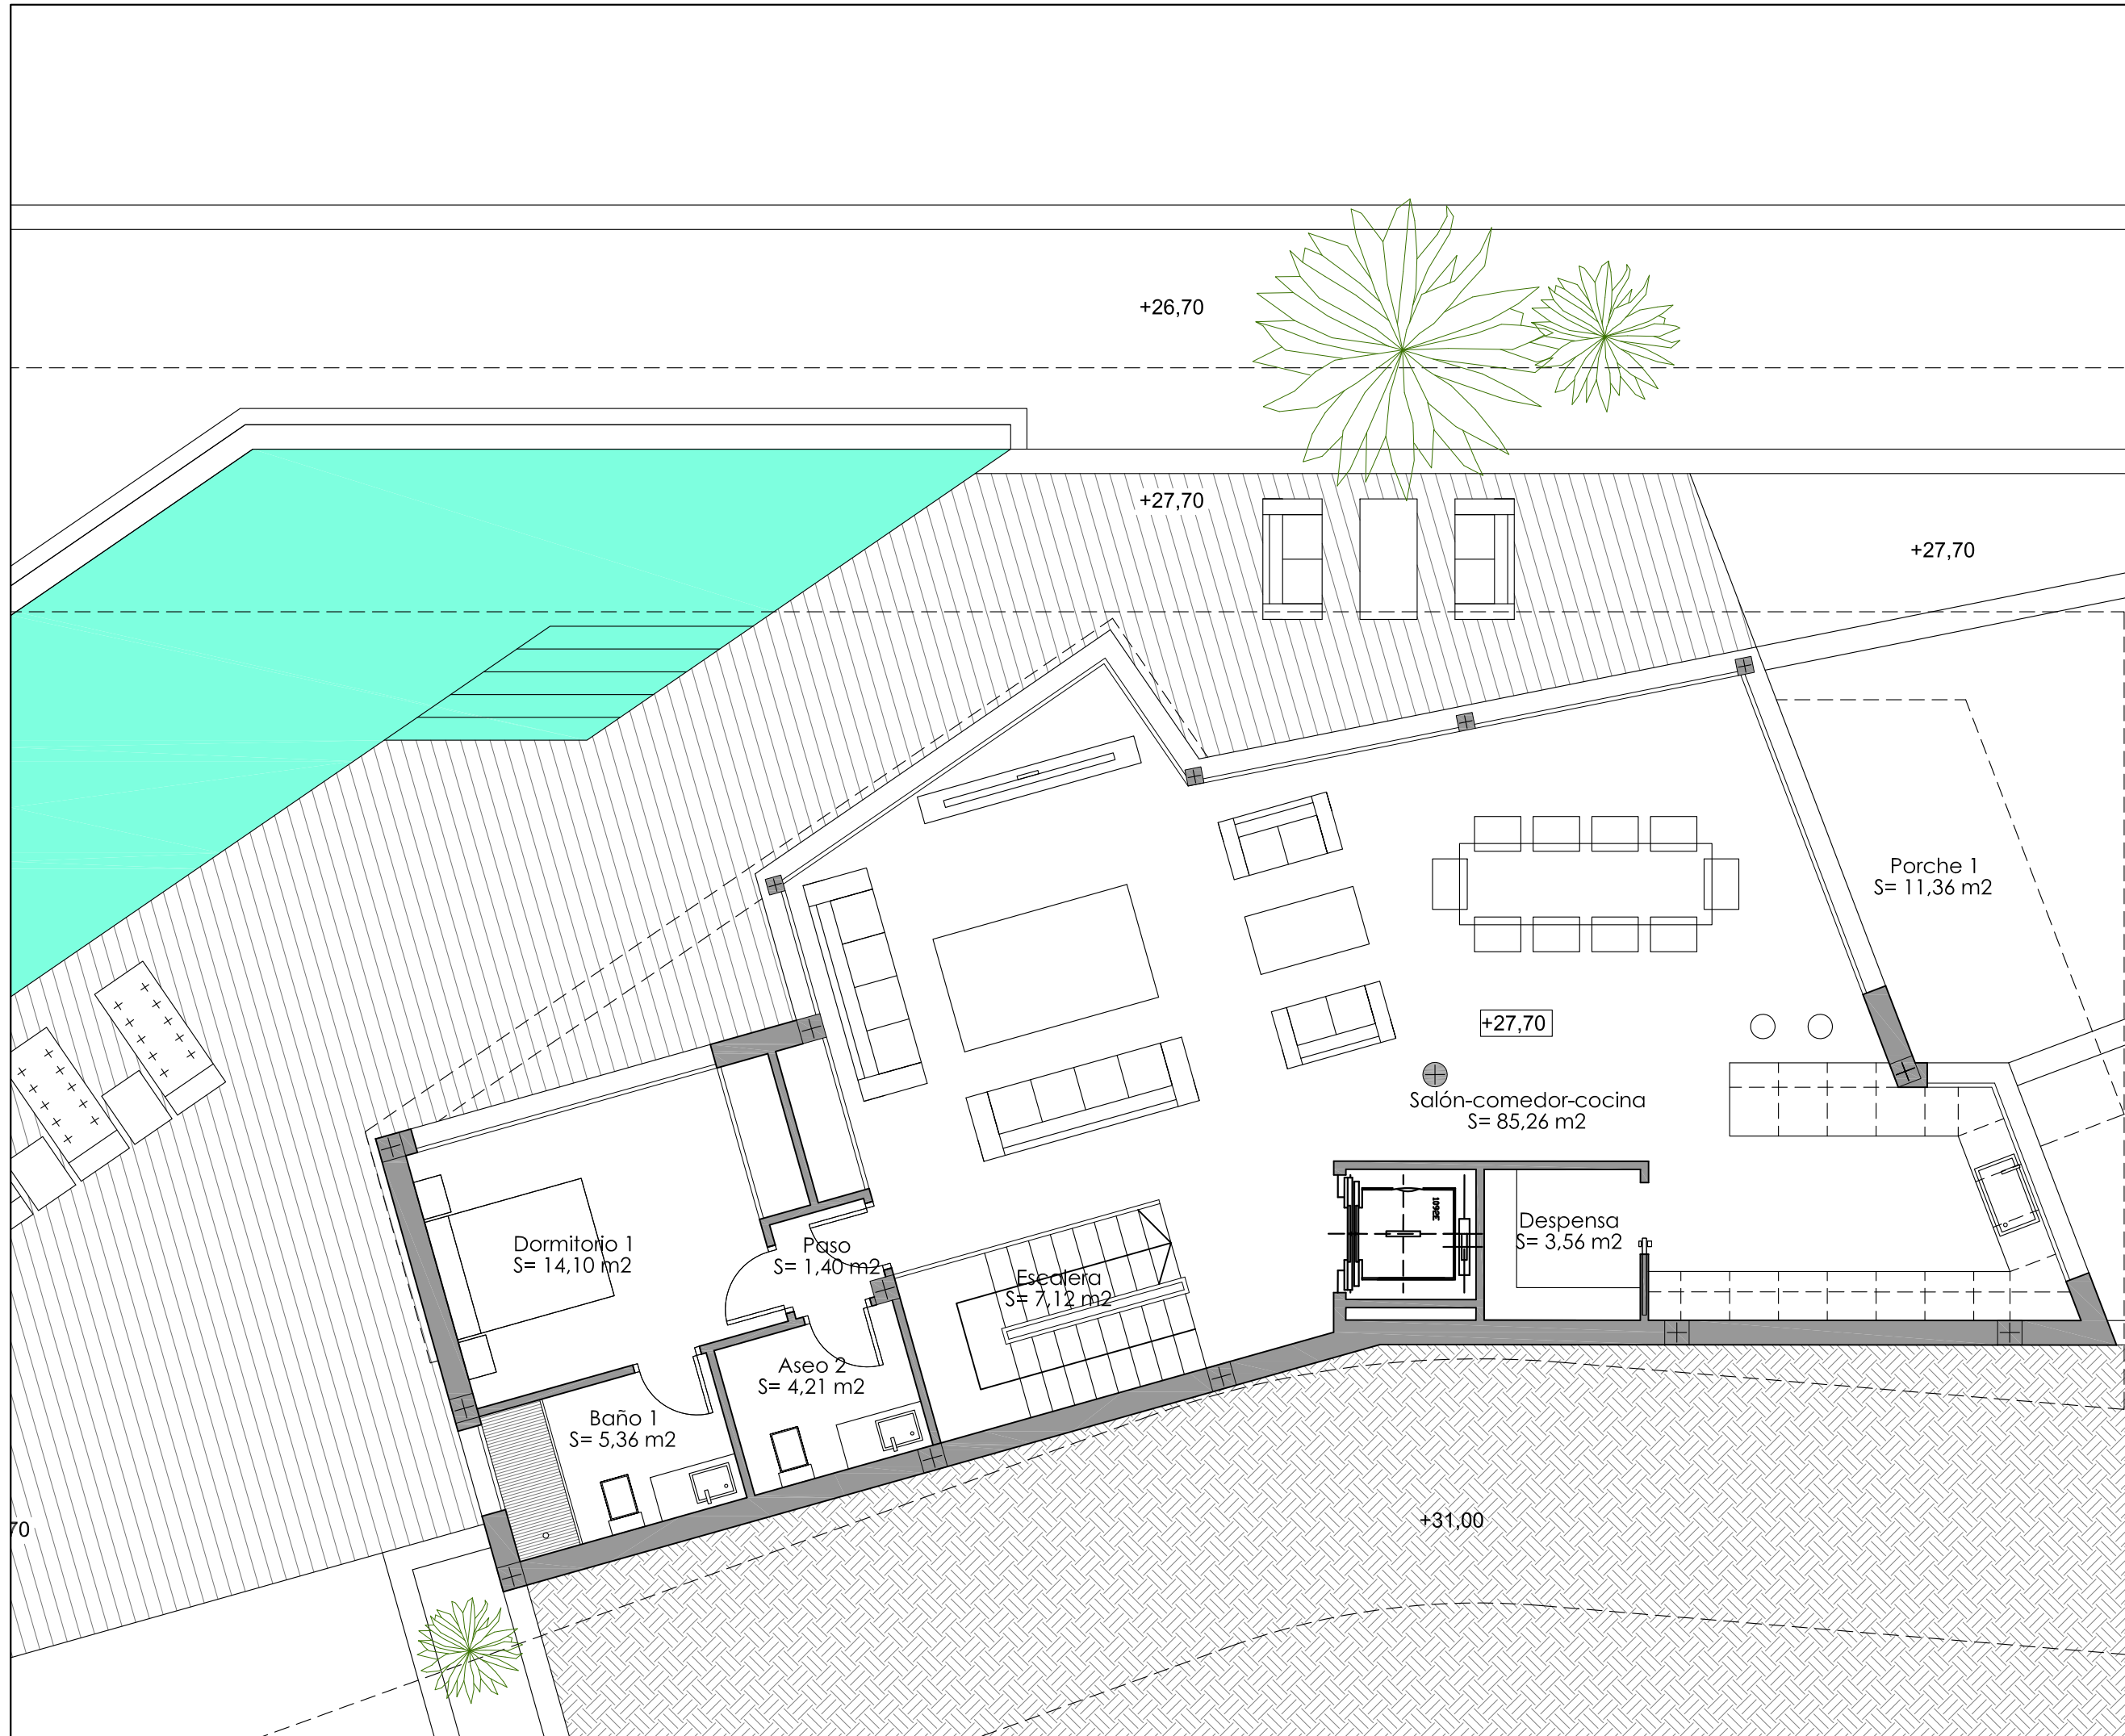 +26,70
+27,70
+27,70
Porche 1
S= 11,36 m2
+27,70
Salón-comedor-cocina
S= 85,26 m2
Despensa
S= 3,56 m2
Dormitorio 1
S= 14,10 m2
Paso
S= 1,40 m2
Escalera
S= 7,12 m2
Aseo 2
S= 4,21 m2
Baño 1
S= 5,36 m2
70
+31,00